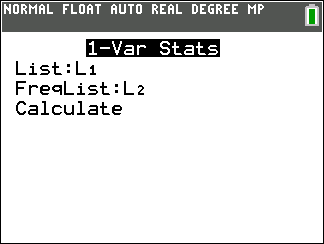 NORMAL FLOAT AUTO REAL DEGREE MP
1-Var Stats
List:L1
FreqList:L2
Calculate